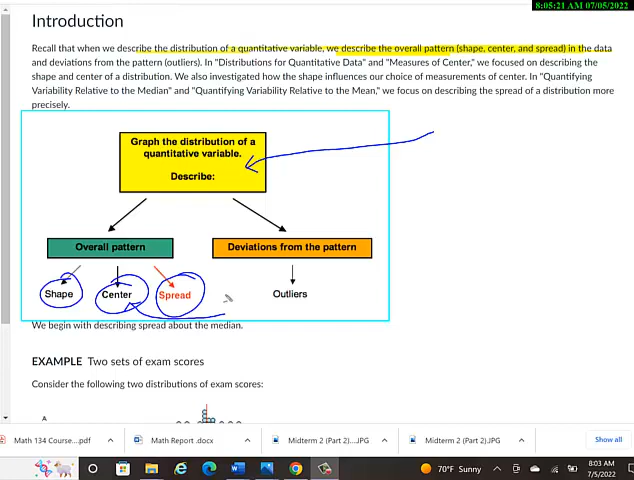 8:05:21 AM 07/05/2022
Introduction
Recall that when we describe the distribution of a quantitative variable, we describe the overall pattern (shape, center, and spread) in the data
and deviations from the pattern (outliers). In "Distributions for Quantitative Data" and "Measures of Center," we focused on describing the
shape and center of a distribution. We also investigated how the shape influences our choice of measurements of center. In "Quantifying
Variability Relative to the Median" and "Quantifying Variability Relative to the Mean," we focus on describing the spread of a distribution more
precisely.
Graph the distribution of a
quantitative variable.
Describe:
Overall pattern
Deviations from the pattern
Shape
Center
Spread
Outliers
We begin with describing spread about the median.
EXAMPLE Two sets of exam scores
Consider the following two distributions of exam scores:
A
Math 134 Course....pdf
Math Report .docx
Midterm 2 (Part 2)....JPG
Midterm 2 (Part 2).JPG
Show all
70°F Sunny
8:03 AM
7/5/2022